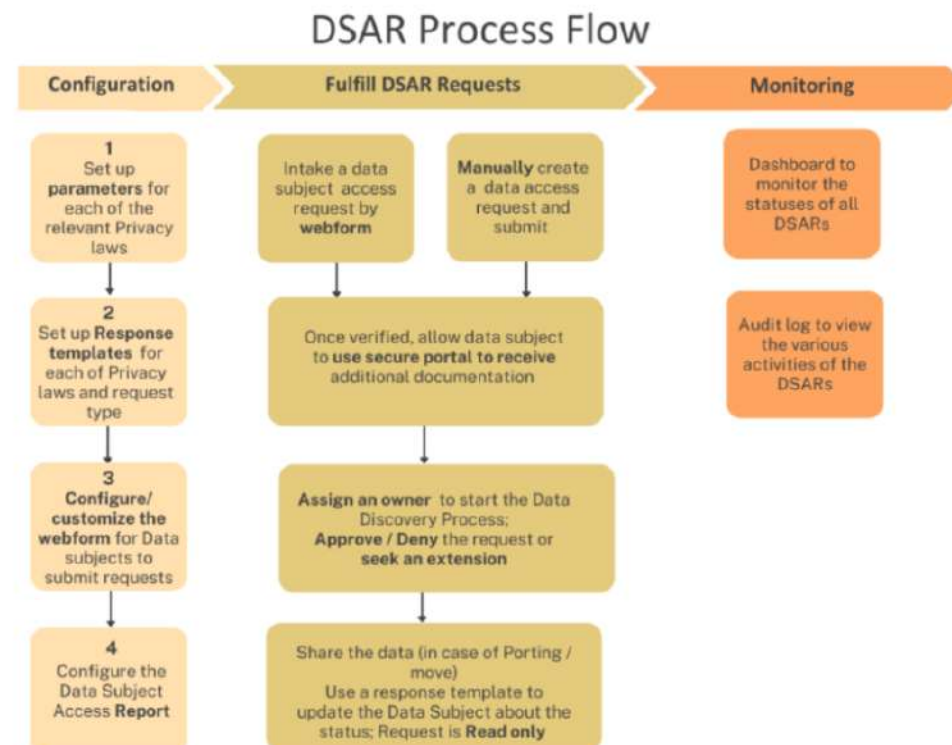 DSAR Process Flow
Configuration
Fulfill DSAR Requests
Monitoring
1
Set up
parameters for
each of the
relevant Privacy
laws
2
Set up Response
templates for
each of Privacy
laws and request
type
3
Configure/
customize the
webform for Data
subjects to
submit requests
4
Configure the
Data Subject
Access Report
Intake a data
subject access
request by
webform
Manually create
a data access
request and
submit
Once verified, allow data subject
to use secure portal to receive
additional documentation
Assign an owner to start the Data
Discovery Process;
Approve / Deny the request or
seek an extension
Share the data (in case of Porting /
move)
Use a response template to
update the Data Subject about the
status; Request is Read only
Dashboard to
monitor the
statuses of all
DSARs
Audit log to view
the various
activities of the
DSARs